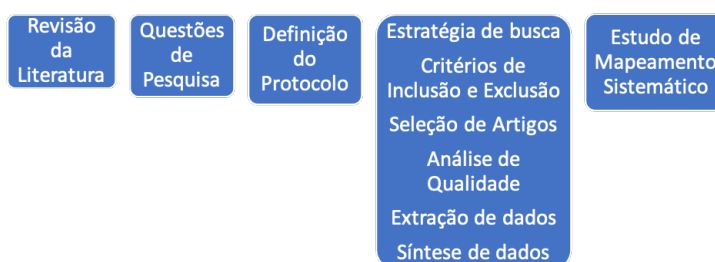 Revisão
da
Literatura
Questões
de
Pesquisa
Definição
do
Protocolo
Estratégia de busca
Critérios de
Inclusão e Exclusão
Seleção de Artigos
Análise de
Qualidade
Extração de dados
Síntese de dados
Estudo de
Mapeamento
Sistemático